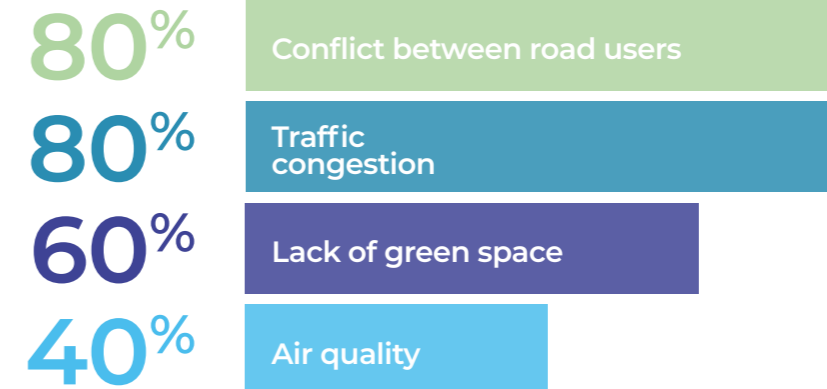 80% Conflict between road users
80% Traffic
congestion
60% Lack of green space
40% Air quality